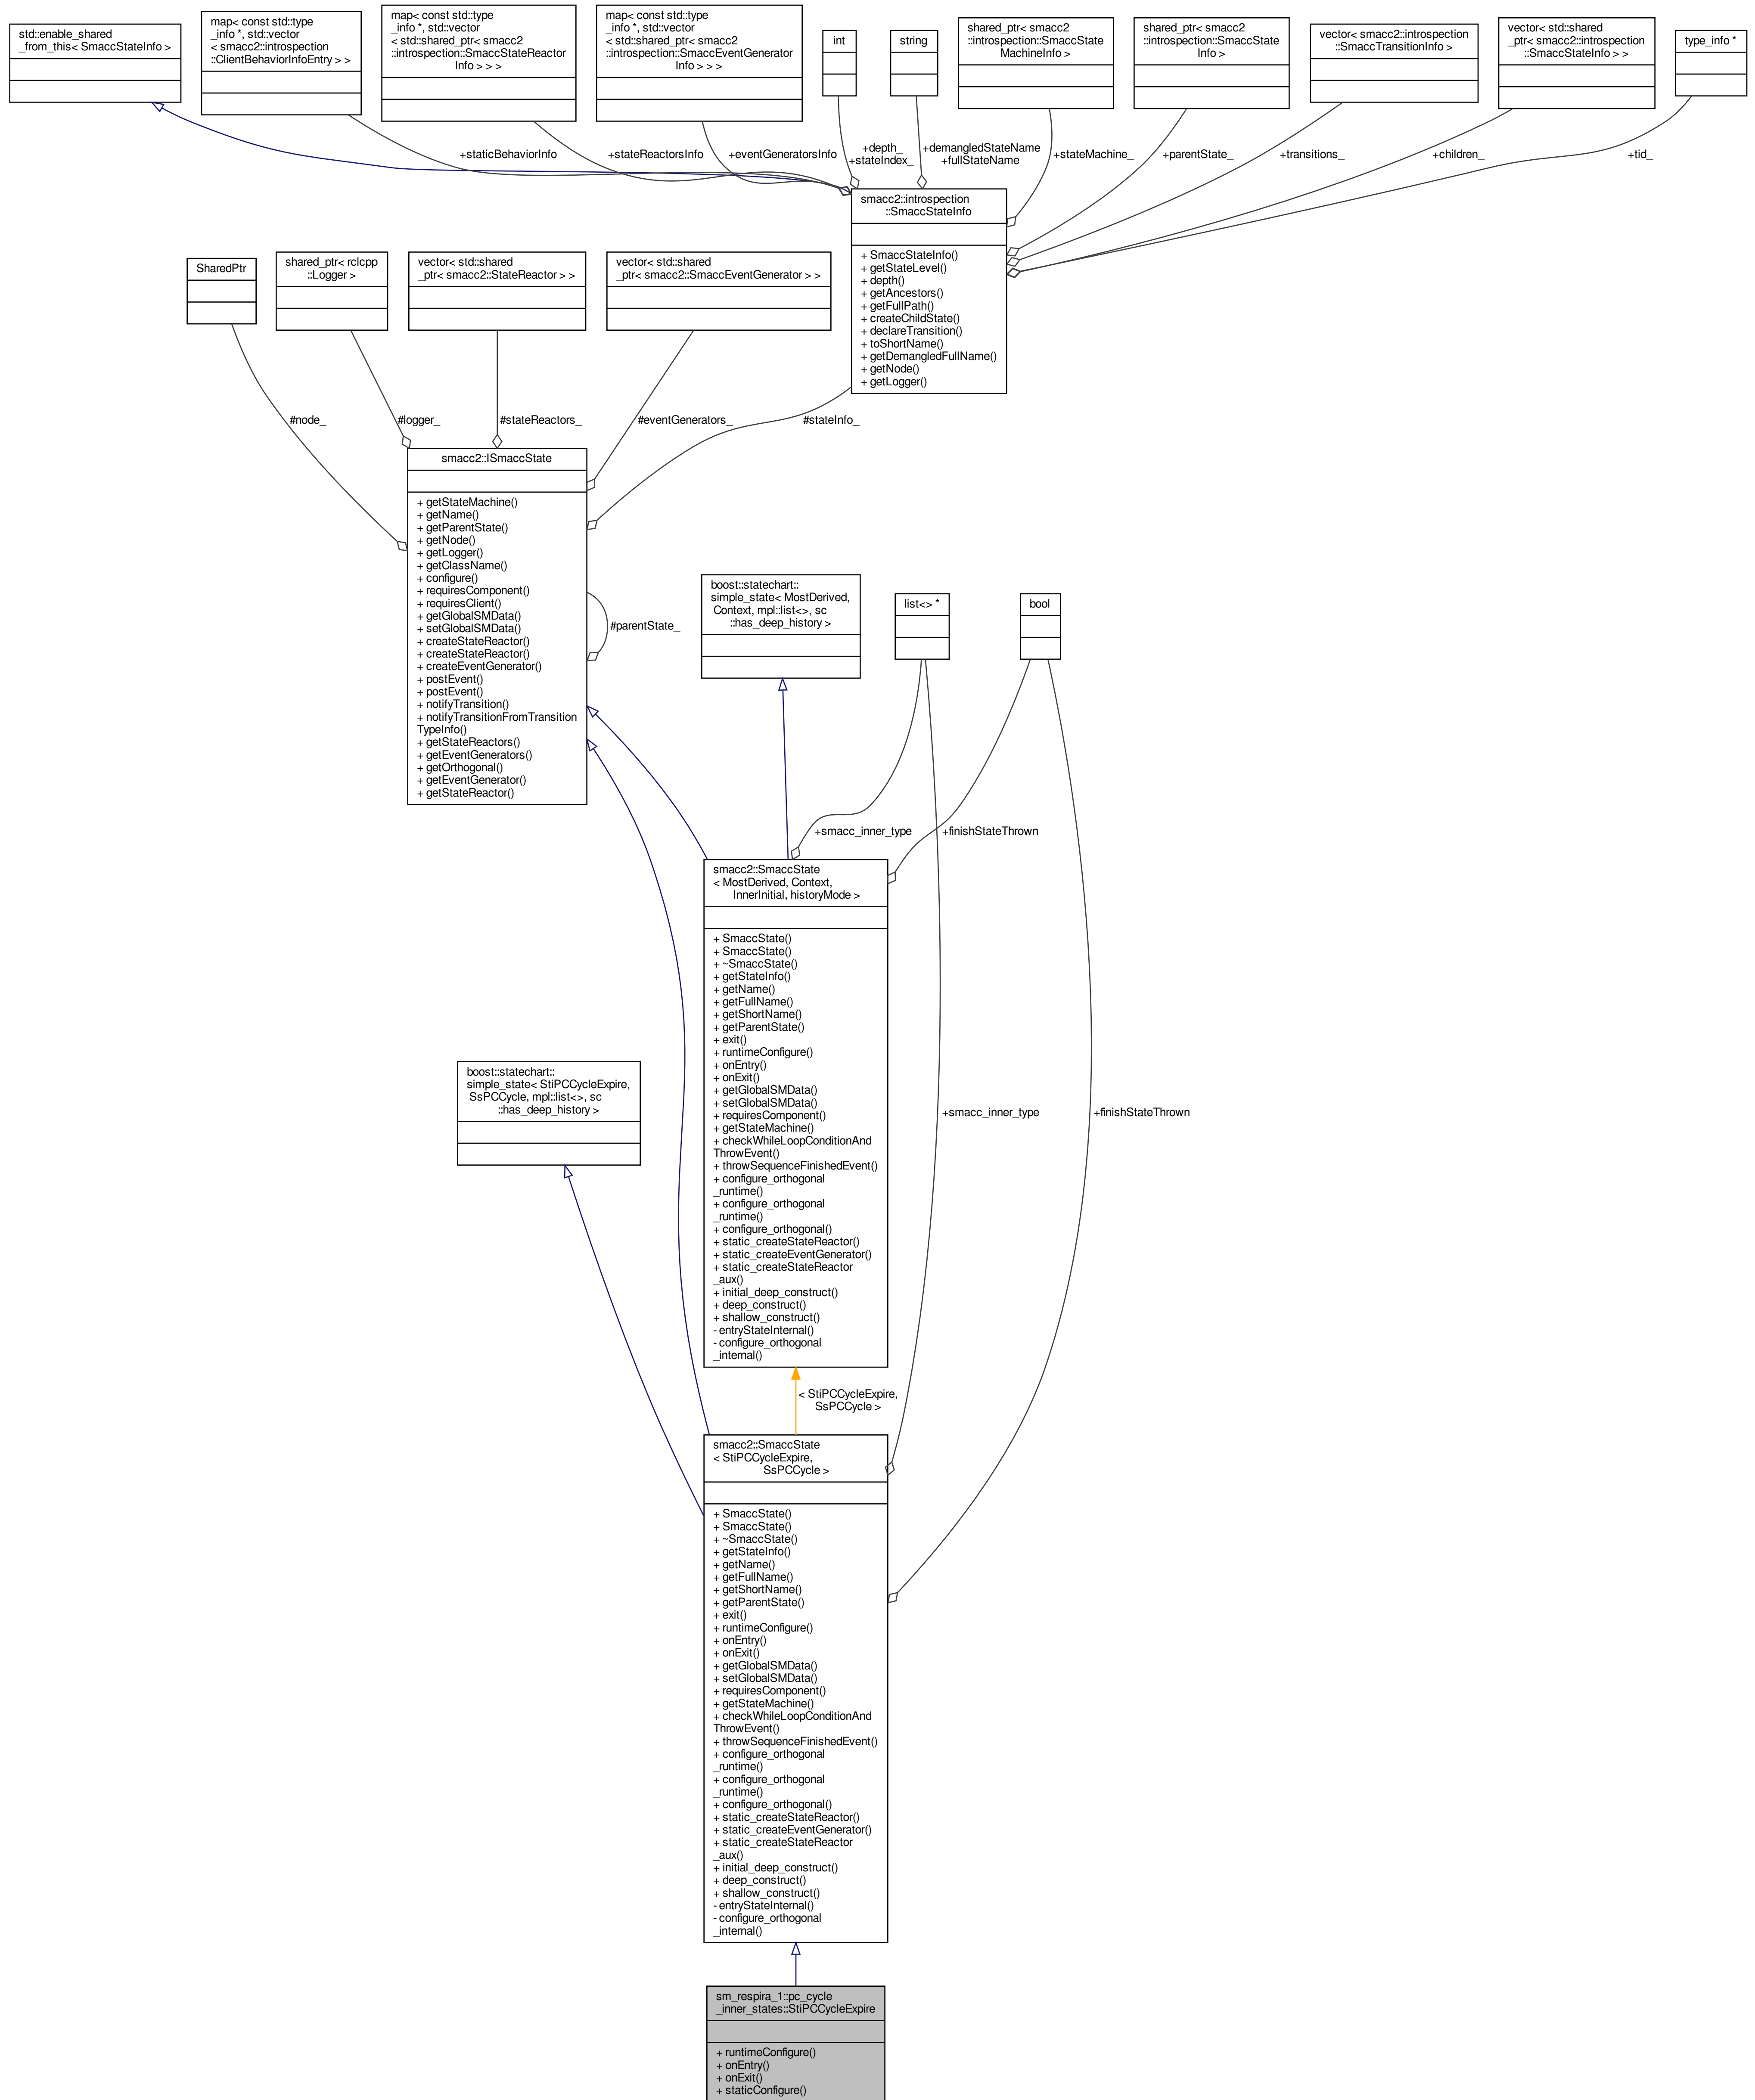 std::enable_shared
_from_this< SmaccStateInfo >
map< const std::type
_info *, std::vector
< smacc2::introspection
::ClientBehaviorInfoEntry > >
map< const std::type
_info *, std::vector
< std::shared_ptr< smacc2
::introspection::SmaccStateReactor
Info > > >
map< const std::type
_info *, std::vector
< std::shared_ptr< smacc2
::introspection::SmaccEventGenerator
Info > > >
int
string
shared_ptr< smacc2
::introspection::SmaccState
MachineInfo >
shared_ptr< smacc2
::introspection::SmaccState
Info >
vector< smacc2::introspection
::SmaccTransitionInfo >
vector< std::shared
_ptr< smacc2::introspection
::SmaccStateInfo > >
type_info *
+staticBehaviorInfo
+stateReactorsInfo
+eventGeneratorsInfo
+depth_
+stateIndex_
+demangledStateName
+fullStateName
+stateMachine_
+parentState_
+transitions_
+children_
+tid_
smacc2::introspection
::SmaccStateInfo
+ SmaccStateInfo()
+ getStateLevel()
+ depth()
+ getAncestors()
+ getFullPath()
+ createChildState()
+ declareTransition()
+ toShortName()
+ getDemangledFullName()
+ getNode()
+ getLogger()
SharedPtr
shared_ptr< rclcpp
::Logger >
vector< std::shared
_ptr< smacc2::StateReactor > >
vector< std::shared
_ptr< smacc2::SmaccEventGenerator > >
#node_
#logger_
#stateReactors_
#eventGenerators_
#stateInfo_
smacc2::ISmaccState
+ getStateMachine()
+ getName()
+ getParentState()
+ getNode()
+ getLogger()
+ getClassName()
+ configure()
+ requiresComponent()
+ requiresClient()
+ getGlobalSMData()
+ setGlobalSMData()
+ createStateReactor()
+ createStateReactor()
+ createEventGenerator()
+ postEvent()
+ postEvent()
+ notifyTransition()
+ notifyTransitionFromTransition
TypeInfo()
+ getStateReactors()
+ getEventGenerators()
+ getOrthogonal()
+ getEventGenerator()
+ getStateReactor()
#parentState_
boost::statechart::
simple_state< MostDerived,
Context, mpl::list<>, sc
::has_deep_history >
list<> *
bool
+smacc_inner_type
+finishStateThrown
smacc2::SmaccState
< MostDerived, Context,
InnerInitial, historyMode >
+ SmaccState()
+ SmaccState()
+ ~SmaccState()
+ getStateInfo()
+ getName()
+ getFullName()
+ getShortName()
+ getParentState()
+ exit()
+ runtimeConfigure()
+ onEntry()
+ onExit()
+ getGlobalSMData()
+ setGlobalSMData()
+ requiresComponent()
+ getStateMachine()
+ checkWhileLoopConditionAnd
ThrowEvent()
+ throwSequenceFinishedEvent()
+ configure_orthogonal
_runtime()
+ configure_orthogonal
_runtime()
+ configure_orthogonal()
+ static_createStateReactor()
+ static_createEventGenerator()
+ static_createStateReactor
_aux()
+ initial_deep_construct()
+ deep_construct()
+ shallow_construct()
- entryStateInternal()
- configure_orthogonal
_internal()
boost::statechart::
simple_state< StiPCCycleExpire,
SsPCCycle, mpl::list<>, sc
::has_deep_history >
+smacc_inner_type
+finishStateThrown
< StiPCCycleExpire,
SsPCCycle >
smacc2::SmaccState
< StiPCCycleExpire,
SsPCCycle >
+ SmaccState()
+ SmaccState()
+ ~SmaccState()
+ getStateInfo()
+ getName()
+ getFullName()
+ getShortName()
+ getParentState()
+ exit()
+ runtimeConfigure()
+ onEntry()
+ onExit()
+ getGlobalSMData()
+ setGlobalSMData()
+ requiresComponent()
+ getStateMachine()
+ checkWhileLoopConditionAnd
ThrowEvent()
+ throwSequenceFinishedEvent()
+ configure_orthogonal
_runtime()
+ configure_orthogonal
_runtime()
+ configure_orthogonal()
+ static_createStateReactor()
+ static_createEventGenerator()
+ static_createStateReactor
_aux()
+ initial_deep_construct()
+ deep_construct()
+ shallow_construct()
- entryStateInternal()
- configure_orthogonal
_internal()
sm_respira_1::pc_cycle
_inner_states::StiPCCycleExpire
+ runtimeConfigure()
+ onEntry()
+ onExit()
+ staticConfigure()